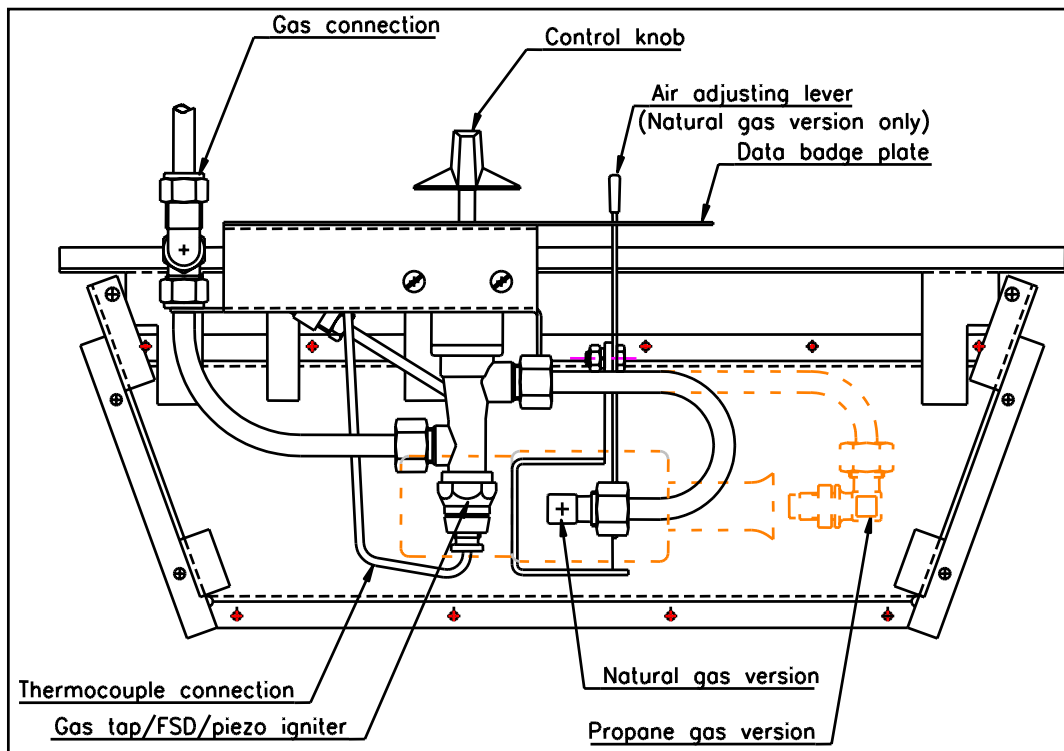 Gas connection
Control knob
Air adjusting lever
(Natural gas version only)
Data badge plate
Thermocouple connection
Gas tap/FSD/piezo igniter
Natural gas version
Propane gas version